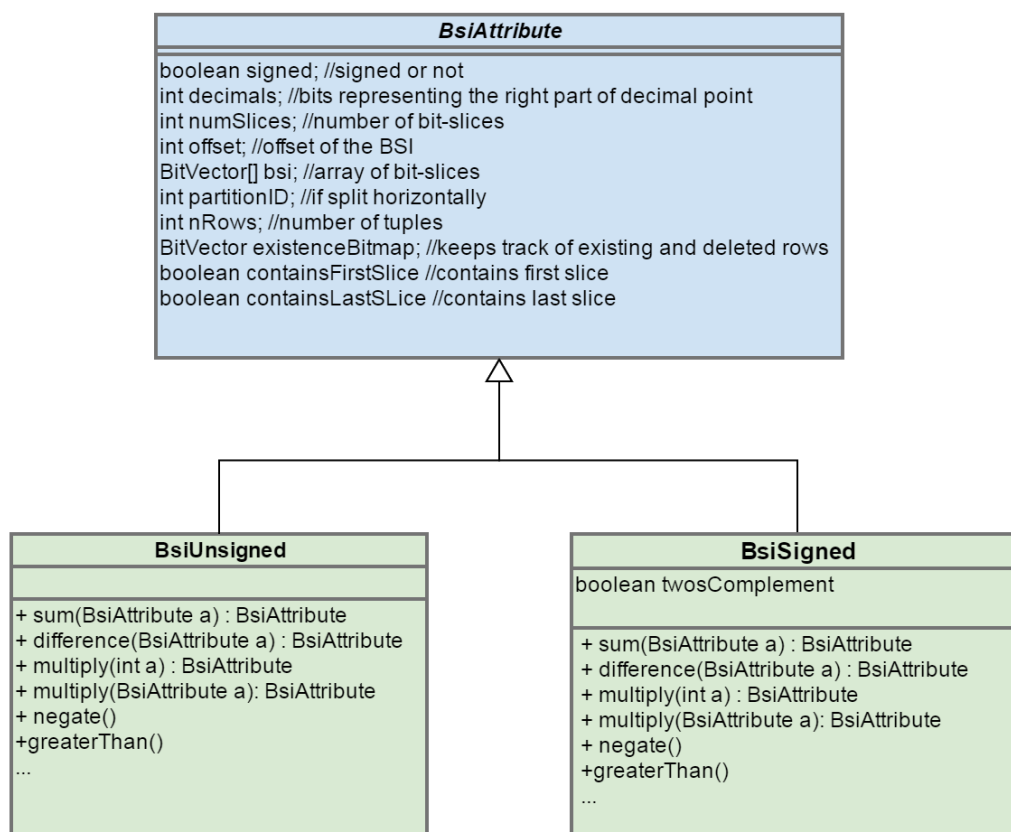 BsiAttribute
boolean signed; //signed or not
int decimals; //bits representing the right part of decimal point
int numSlices; //number of bit-slices
int offset; //offset of the BSI
BitVector[] bsi; //array of bit-slices
int partitionID; //if split horizontally
int nRows; //number of tuples
BitVector existenceBitmap; //keeps track of existing and deleted rows
boolean containsFirstSlice //contains first slice
boolean containsLastSLice //contains last slice
BsiUnsigned
+ sum(BsiAttribute a) : BsiAttribute
+ difference(BsiAttribute a) : BsiAttribute
+ multiply(int a) : BsiAttribute
+ multiply(BsiAttribute a): BsiAttribute
+ negate()
+greaterThan()
...
BsiSigned
boolean twosComplement
+ sum(BsiAttribute a) : BsiAttribute
+ difference(BsiAttribute a) : BsiAttribute
+ multiply(int a) : BsiAttribute
+ multiply(BsiAttribute a): BsiAttribute
+ negate()
+greaterThan()
...